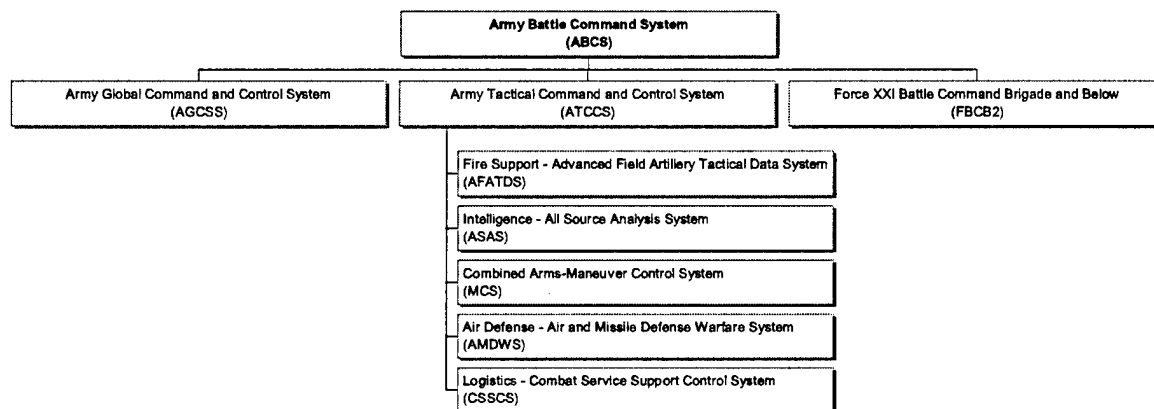 Army Battle Command System
(ABCS)
Army Global Command and Control System
(AGCSS)
Army Tactical Command and Control System
(ATCCS)
Force XXI Battle Command Brigade and Below
(FBCB2)
Fire Support - Advanced Field Artillery Tactical Data System
(AFATDS)
Intelligence - All Source Analysis System
(ASAS)
Combined Arms-Maneuver Control System
(MCS)
Air Defense - Air and Missile Defense Warfare System
(AMDWS)
Logistics - Combat Service Support Control System
(CSSCS)